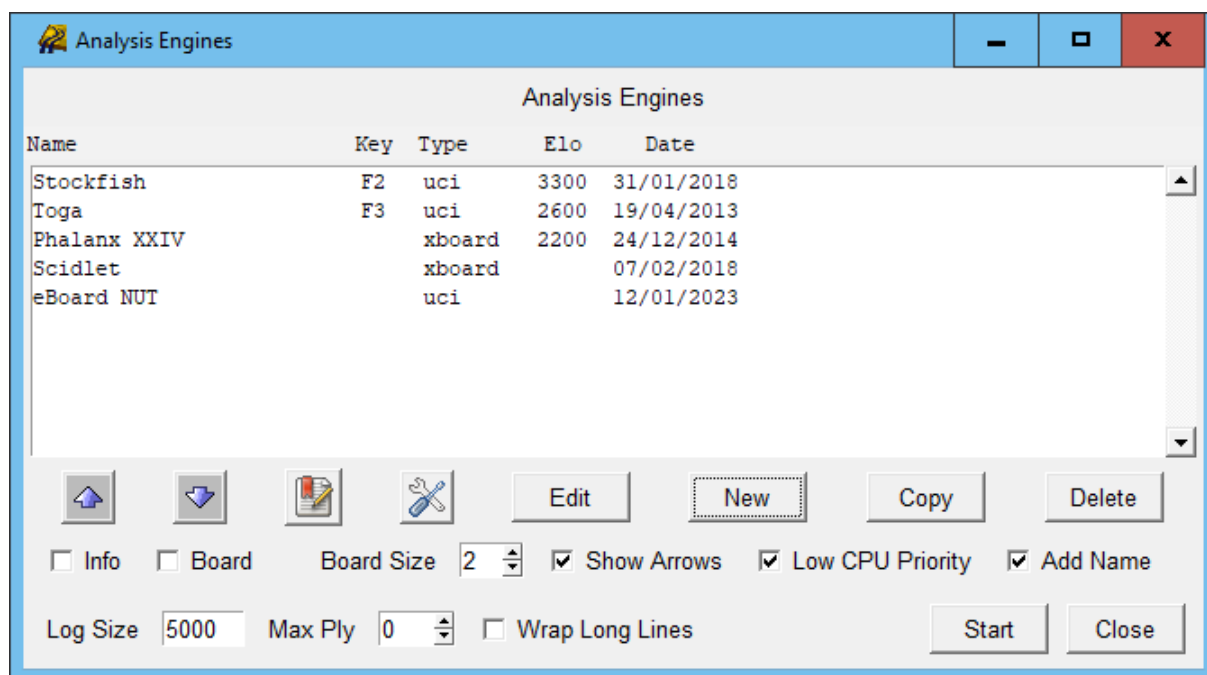 Analysis Engines
Analysis Engines
Name Key Type Elo Date
Stockfish F2 uci 3300 31/01/2018
Toga F3 uci 2600 19/04/2013
Phalanx XXIV xboard 2200 24/12/2014
Scidlet xboard 07/02/2018
eBoard NUT uci 12/01/2023
Edit New Copy Delete
Info Board Board Size 2 Show Arrows Low CPU Priority Add Name
Log Size 5000 Max Ply 0 Wrap Long Lines Start Close